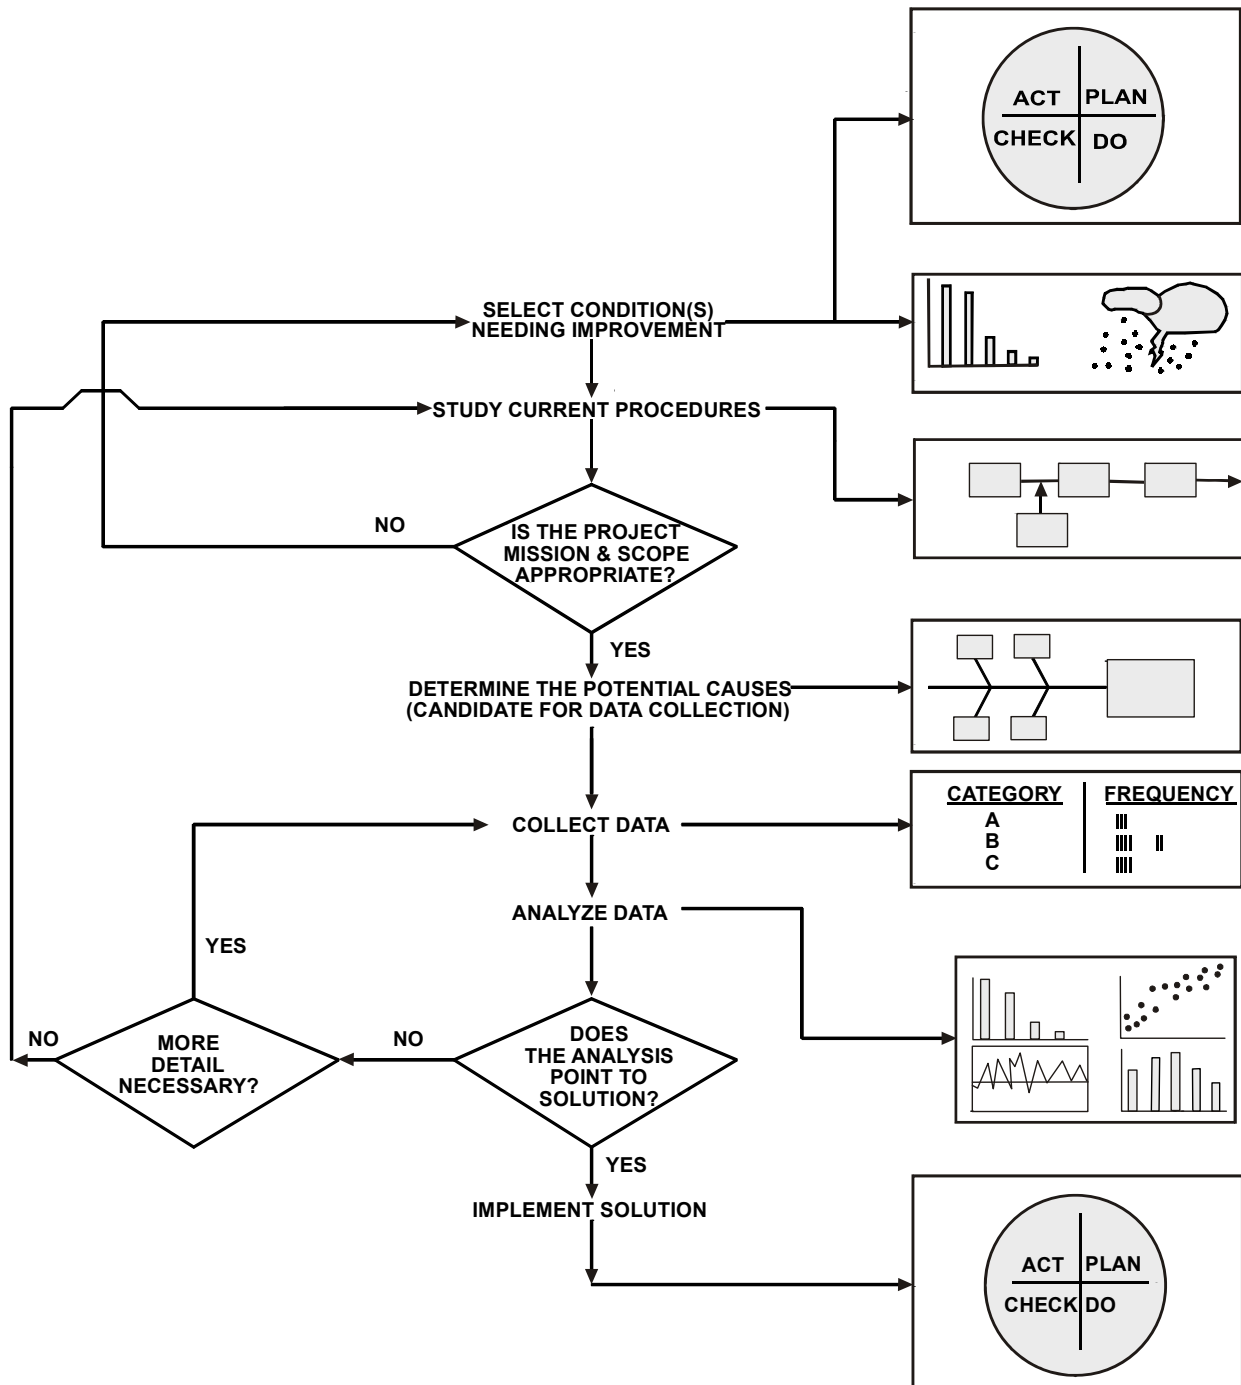 ACT PLAN
CHECK DO
SELECT CONDITION(S)
NEEDING IMPROVEMENT
STUDY CURRENT PROCEDURES
NO
IS THE PROJECT
MISSION & SCOPE
APPROPRIATE?
YES
DETERMINE THE POTENTIAL CAUSES
(CANDIDATE FOR DATA COLLECTION)
CATEGORY FREQUENCY
A
B
C
COLLECT DATA
ANALYZE DATA
YES
NO
MORE
DETAIL
NECESSARY?
NO
DOES
THE ANALYSIS
POINT TO
SOLUTION?
YES
IMPLEMENT SOLUTION
ACT PLAN
CHECK DO